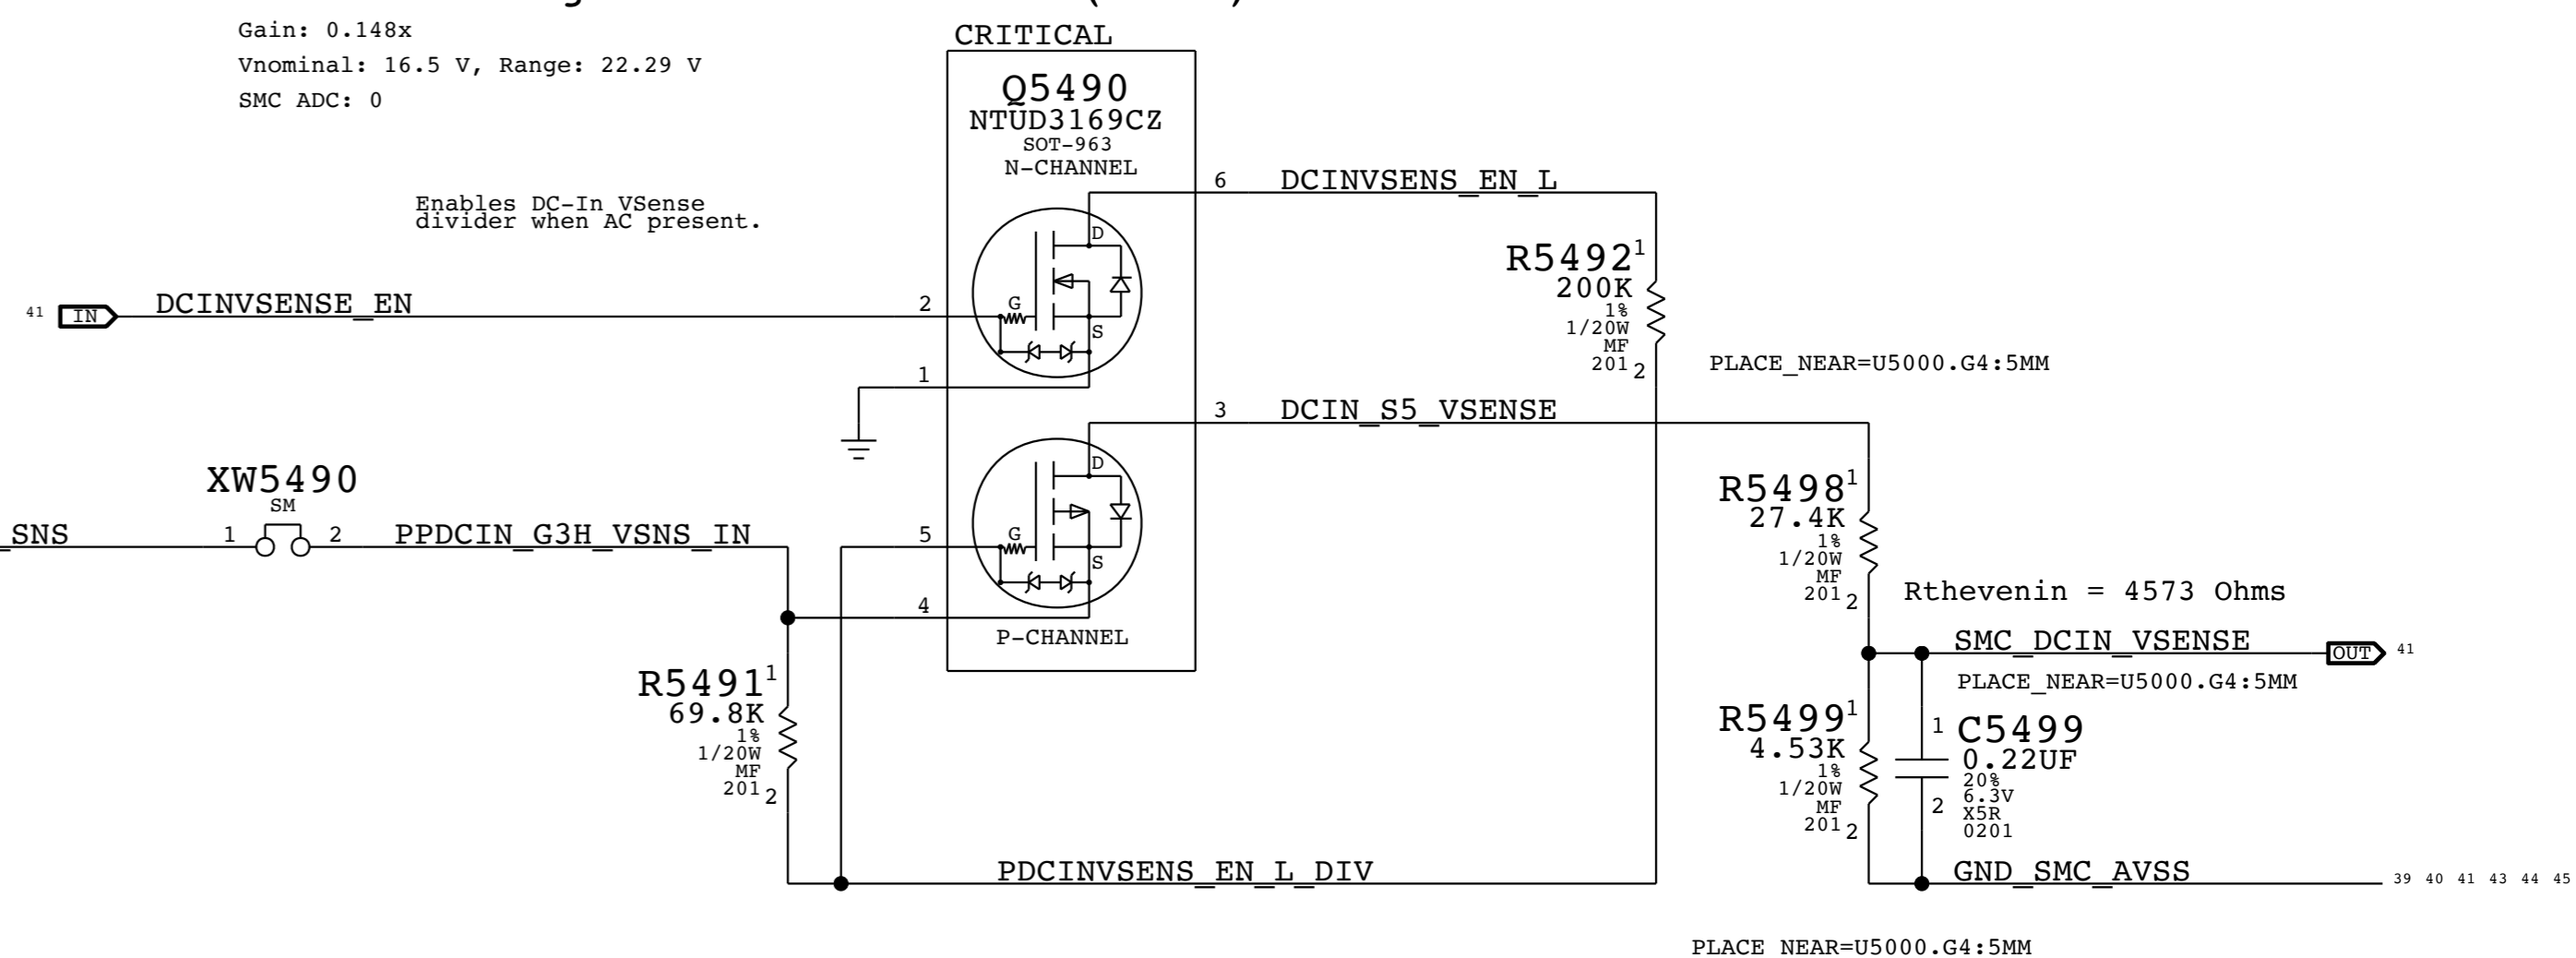 Gain: 0.148x
Vnominal: 16.5 V, Range: 22.29 V
SMC ADC: 0
CRITICAL
Q5490
NTUD3169CZ
SOT-963
N-CHANNEL
Enables DC-In VSense
divider when AC present.
6
DCINVSENS_EN_L
D
G
S
41
IN
DCINVSENSE_EN
2
1
R5492
1
200K
1%
1/20W
MF
201
2
PLACE_NEAR=U5000.G4:5MM
3
DCIN_S5_VSENSE
XW5490
SM
_SNS
1
2
PPDCIN_G3H_VSNS_IN
5
4
D
G
S
P-CHANNEL
R5498
1
27.4K
1%
1/20W
MF
201
2
Rthevenin = 4573 Ohms
SMC_DCIN_VSENSE
OUT
41
PLACE_NEAR=U5000.G4:5MM
R5491
1
69.8K
1%
1/20W
MF
201
2
R5499
1
4.53K
1%
1/20W
MF
201
2
1
C5499
0.22UF
20%
6.3V
X5R
0201
2
PDCINVSENS_EN_L_DIV
GND_SMC_AVSS
39 40 41 43 44 45
PLACE NEAR=U5000.G4:5MM